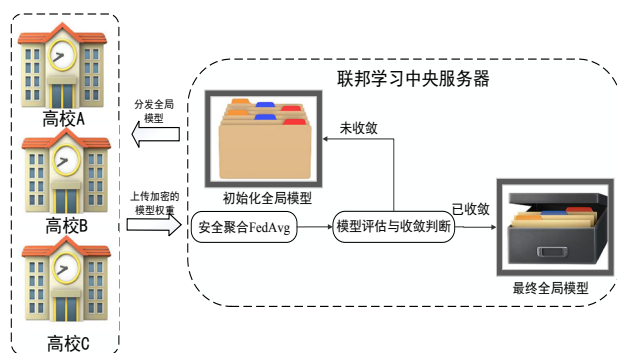 联邦学习中央服务器
高校A
分发全局
模型
未收敛
初始化全局模型
高校B
上传加密的
模型权重
安全聚合FedAvg
模型评估与收敛判断
已收敛
最终全局模型
高校C